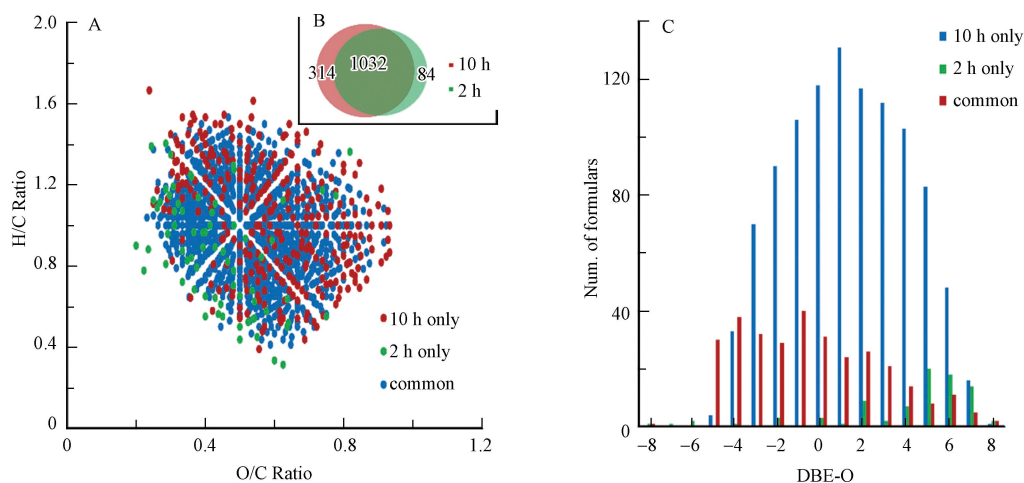 A
H/C Ratio
2.0
1.6
1.2
0.8
0.4
0
0
0.4
0.8
1.2
O/C Ratio
10 h only
2 h only
common
B
314
1032
84
10 h
2 h
C
Num. of formulars
120
80
40
0
−8
−6
−4
−2
0
2
4
6
8
DBE-O
10 h only
2 h only
common